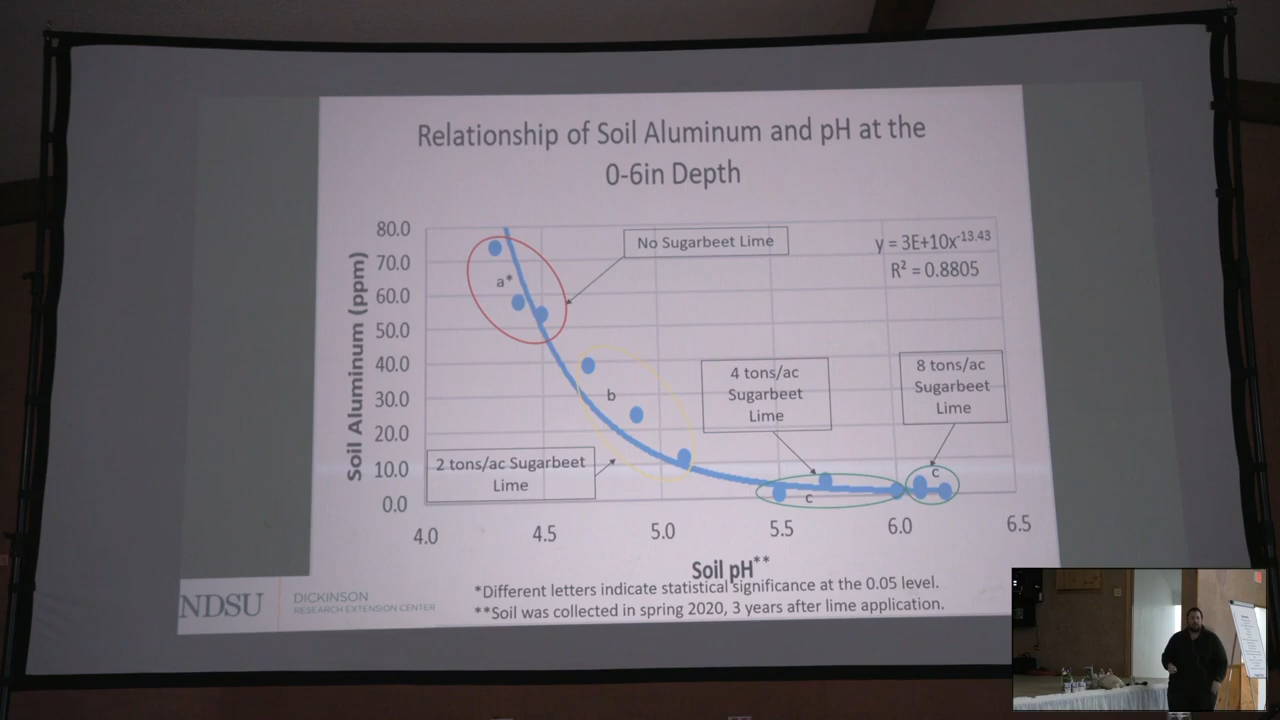 Relationship of Soil Aluminum and pH at the
0-6in Depth
Soil Aluminum (ppm)
80.0
70.0
60.0
50.0
40.0
30.0
20.0
10.0
0.0
No Sugarbeet Lime
y = 3E+10x^-13.43
R² = 0.8805
a*
b
4 tons/ac
Sugarbeet
Lime
8 tons/ac
Sugarbeet
Lime
2 tons/ac Sugarbeet
Lime
c
c
4.0 4.5 5.0 5.5 6.0 6.5
Soil pH**
*Different letters indicate statistical significance at the 0.05 level.
**Soil was collected in spring 2020, 3 years after lime application.
NDSU
DICKINSON
RESEARCH EXTENSION CENTER